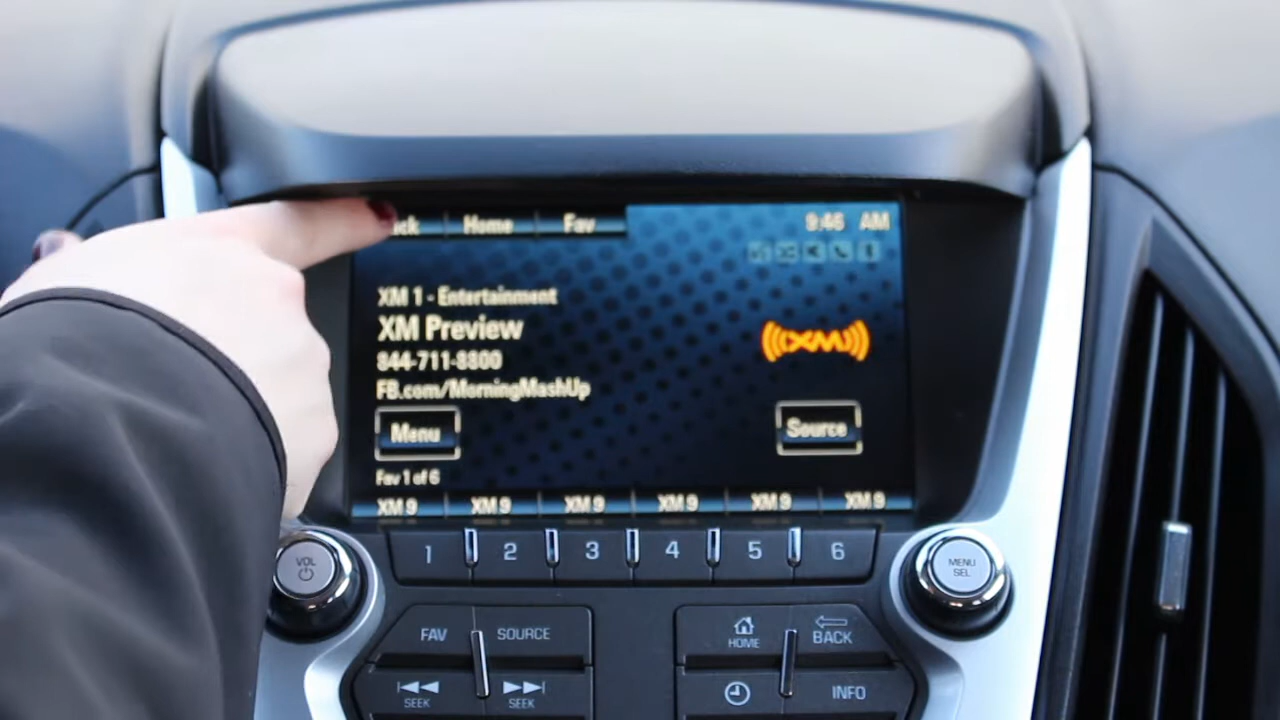 ck Home Fav 9:46 AM
XM 1 - Entertainment
XM Preview
844-711-8800
FB.com/MorningMashUp
XM
Menu Source
Fav 1 of 6
XM 9 XM 9 XM 9 XM 9 XM 9 XM 9
1 2 3 4 5 6
VOL
MENU
SEL
FAV SOURCE
HOME BACK
SEEK SEEK
INFO